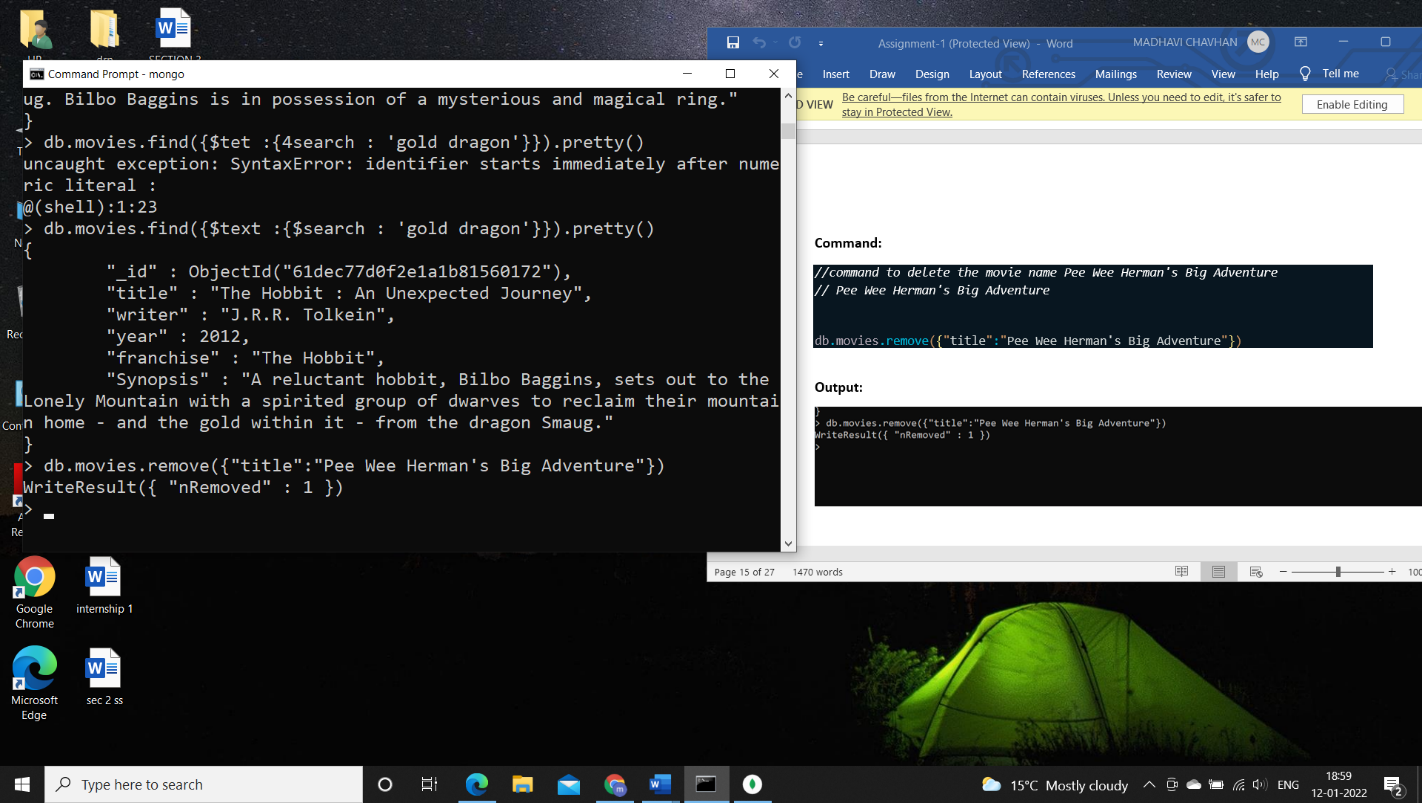 Command Prompt - mongo
ug. Bilbo Baggins is in possession of a mysterious and magical ring."
}
> db.movies.find({$tet :{4search : 'gold dragon'}}).pretty()
uncaught exception: SyntaxError: identifier starts immediately after nume
ric literal :
@(shell):1:23
> db.movies.find({$text :{$search : 'gold dragon'}}).pretty()
{
"_id" : ObjectId("61dec77d0f2e1a1b81560172"),
"title" : "The Hobbit : An Unexpected Journey",
"writer" : "J.R.R. Tolkein",
"year" : 2012,
"franchise" : "The Hobbit",
"Synopsis" : "A reluctant hobbit, Bilbo Baggins, sets out to the
Lonely Mountain with a spirited group of dwarves to reclaim their mountai
n home - and the gold within it - from the dragon Smaug."
}
> db.movies.remove({"title":"Pee Wee Herman's Big Adventure"})
WriteResult({ "nRemoved" : 1 })
>
Assignment-1 (Protected View) - Word
MADHAVI CHAVHAN
MC
Insert Draw Design Layout References Mailings Review View Help Tell me
VIEW
Be careful—files from the Internet can contain viruses. Unless you need to edit, it's safer to
stay in Protected View.
Enable Editing
Command:
//command to delete the movie name Pee Wee Herman's Big Adventure
// Pee Wee Herman's Big Adventure
db.movies.remove({"title":"Pee Wee Herman's Big Adventure"})
Output:
}
> db.movies.remove({"title":"Pee Wee Herman's Big Adventure"})
WriteResult({ "nRemoved" : 1 })
>
Page 15 of 27 1470 words
Google
Chrome
internship 1
Microsoft
Edge
sec 2 ss
Type here to search
15°C Mostly cloudy
ENG
18:59
12-01-2022
2